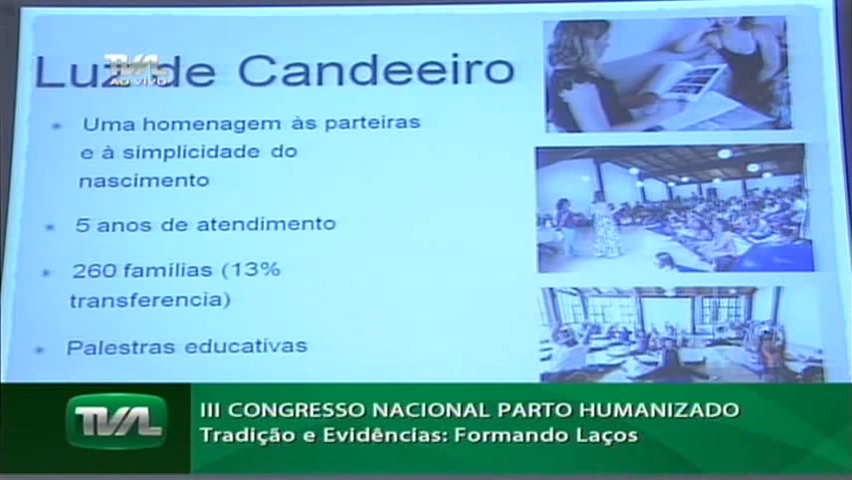 Luz de Candeeiro
TVAL
AO VIVO
Uma homenagem às parteiras
e à simplicidade do
nascimento
5 anos de atendimento
260 famílias (13%
transferencia)
Palestras educativas
TVAL
III CONGRESSO NACIONAL PARTO HUMANIZADO
Tradição e Evidências: Formando Laços